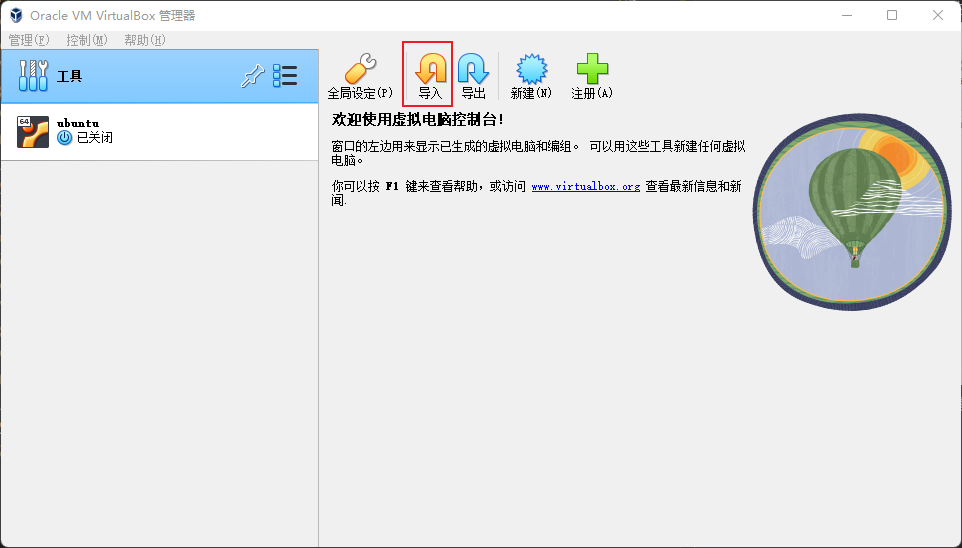 Oracle VM VirtualBox 管理器
管理(F) 控制(M) 帮助(H)
工具
全局设定(P) 导入 导出 新建(N) 注册(A)
64
ubuntu
已关闭
欢迎使用虚拟电脑控制台!
窗口的左边用来显示已生成的虚拟电脑和编组。 可以用这些工具新建任何虚拟
电脑。
你可以按 F1 键来查看帮助，或访问 www.virtualbox.org 查看最新信息和新
闻.